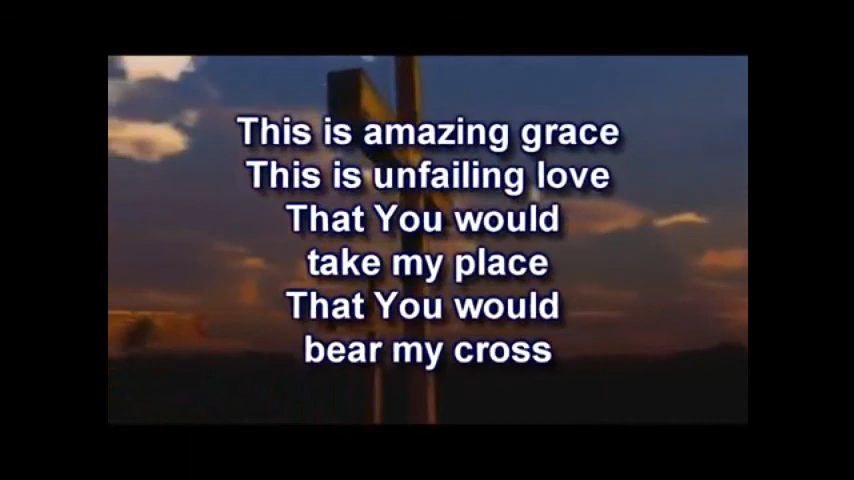 This is amazing grace
This is unfailing love
That You would
take my place
That You would
bear my cross